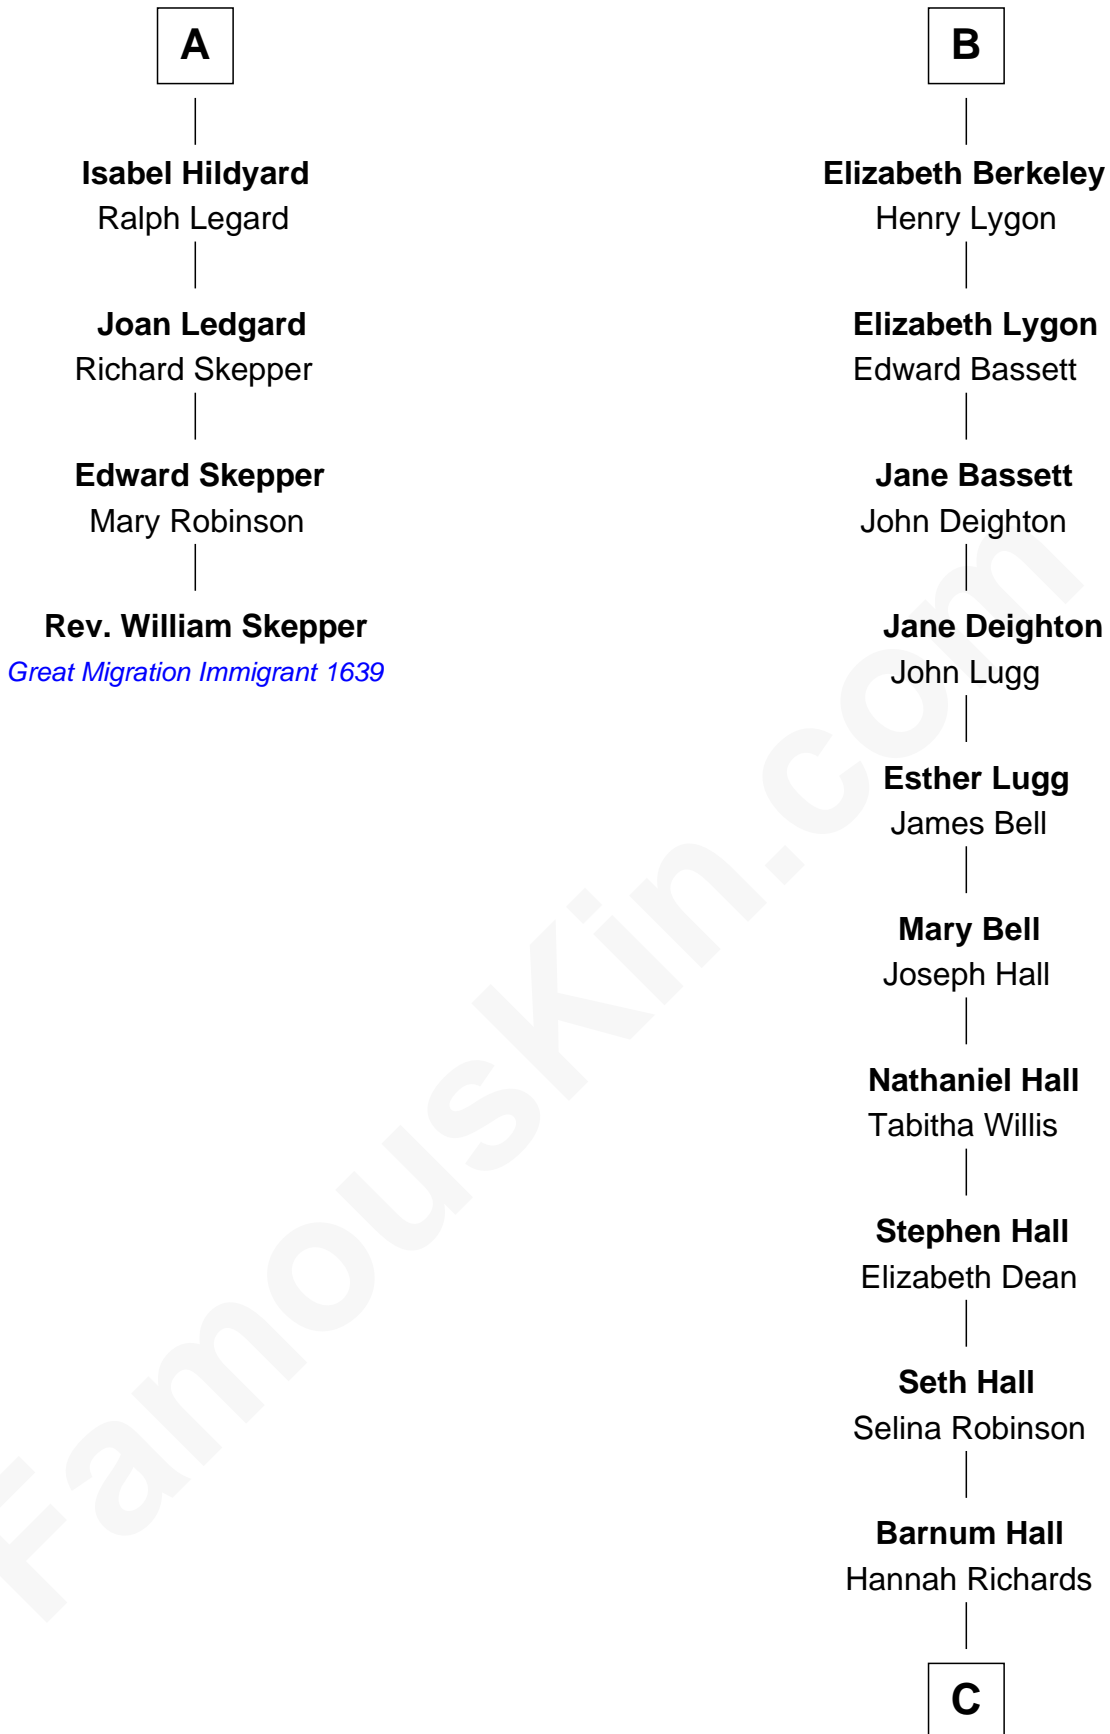 A
Isabel Hildyard
Ralph Legard
Joan Ledgard
Richard Skepper
Edward Skepper
Mary Robinson
Rev. William Skepper
Great Migration Immigrant 1639
B
Elizabeth Berkeley
Henry Lygon
Elizabeth Lygon
Edward Bassett
Jane Bassett
John Deighton
Jane Deighton
John Lugg
Esther Lugg
James Bell
Mary Bell
Joseph Hall
Nathaniel Hall
Tabitha Willis
Stephen Hall
Elizabeth Dean
Seth Hall
Selina Robinson
Barnum Hall
Hannah Richards
C
FamousKin.com